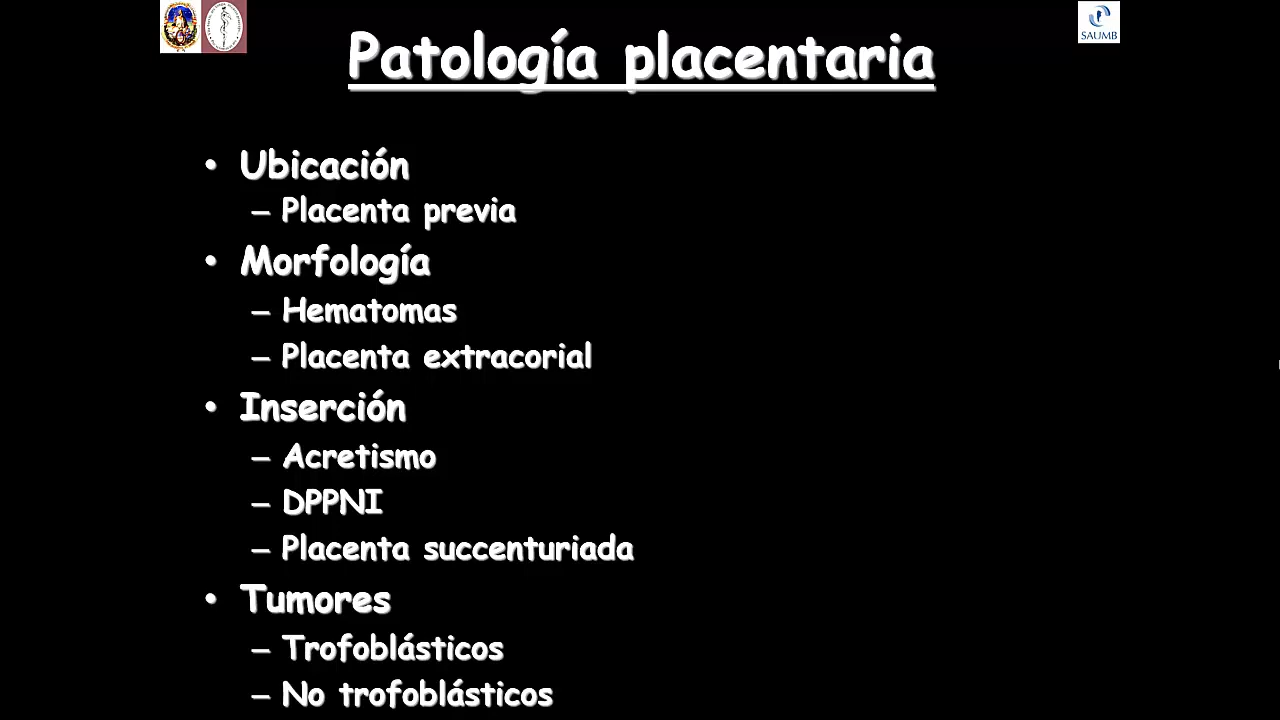 SAUMB
Patología placentaria
• Ubicación
– Placenta previa
• Morfología
– Hematomas
– Placenta extracorial
• Inserción
– Acretismo
– DPPNI
– Placenta succenturiada
• Tumores
– Trofoblásticos
– No trofoblásticos